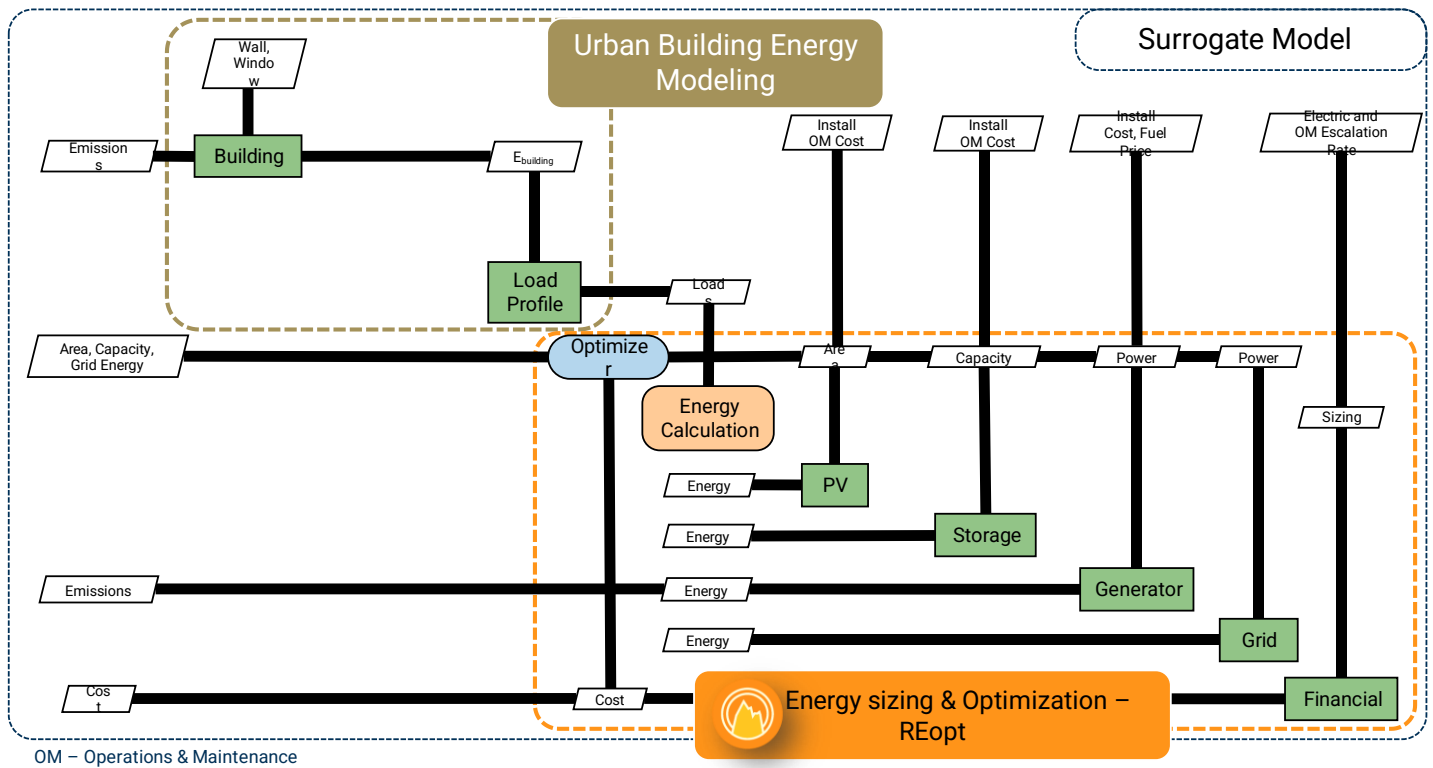 Urban Building Energy
Modeling
Surrogate Model
Wall,
Windo
w
Emission
s
Building
Ebuilding
Install
OM Cost
Install
OM Cost
Install
Cost, Fuel
Price
Electric and
OM Escalation
Rate
Load
Profile
Load
s
Area, Capacity,
Grid Energy
Optimize
r
Are
a
Capacity
Power
Power
Energy
Calculation
Sizing
Energy
PV
Energy
Storage
Emissions
Energy
Generator
Energy
Grid
Cos
t
Cost
Energy sizing & Optimization –
REopt
Financial
OM – Operations & Maintenance